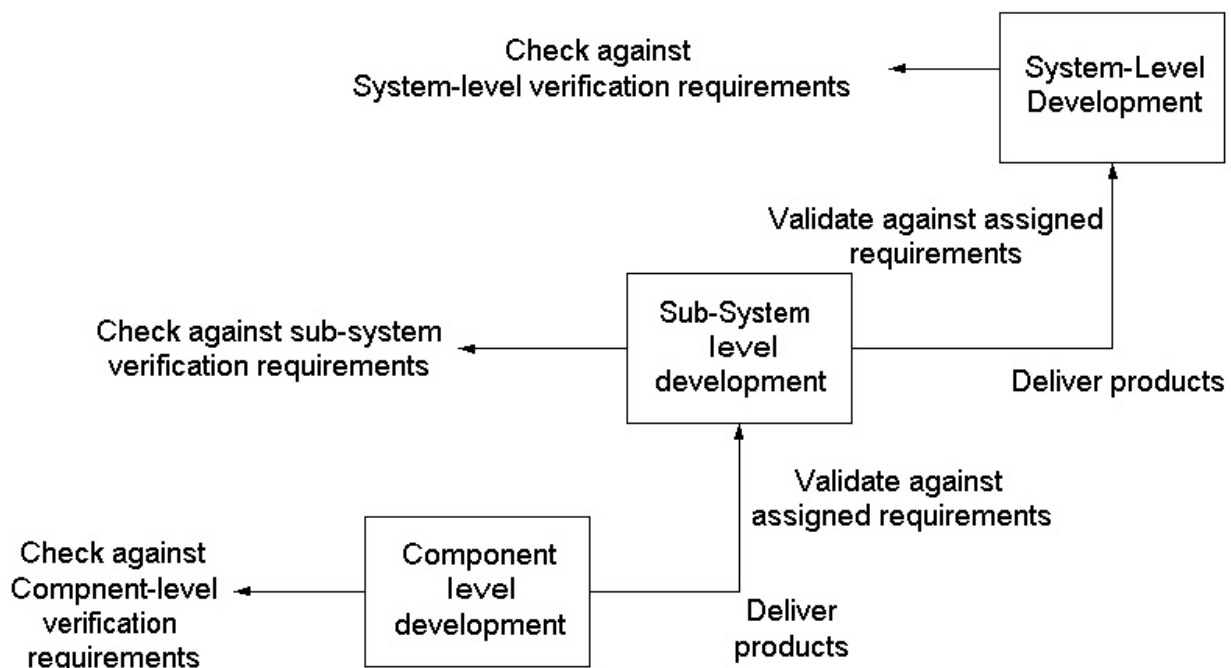 Check against
System-level verification requirements
System-Level
Development
Validate against assigned
requirements
Sub-System
level
development
Check against sub-system
verification requirements
Deliver products
Validate against
assigned requirements
Component
level
development
Check against
Compnent-level
verification
requirements
Deliver
products